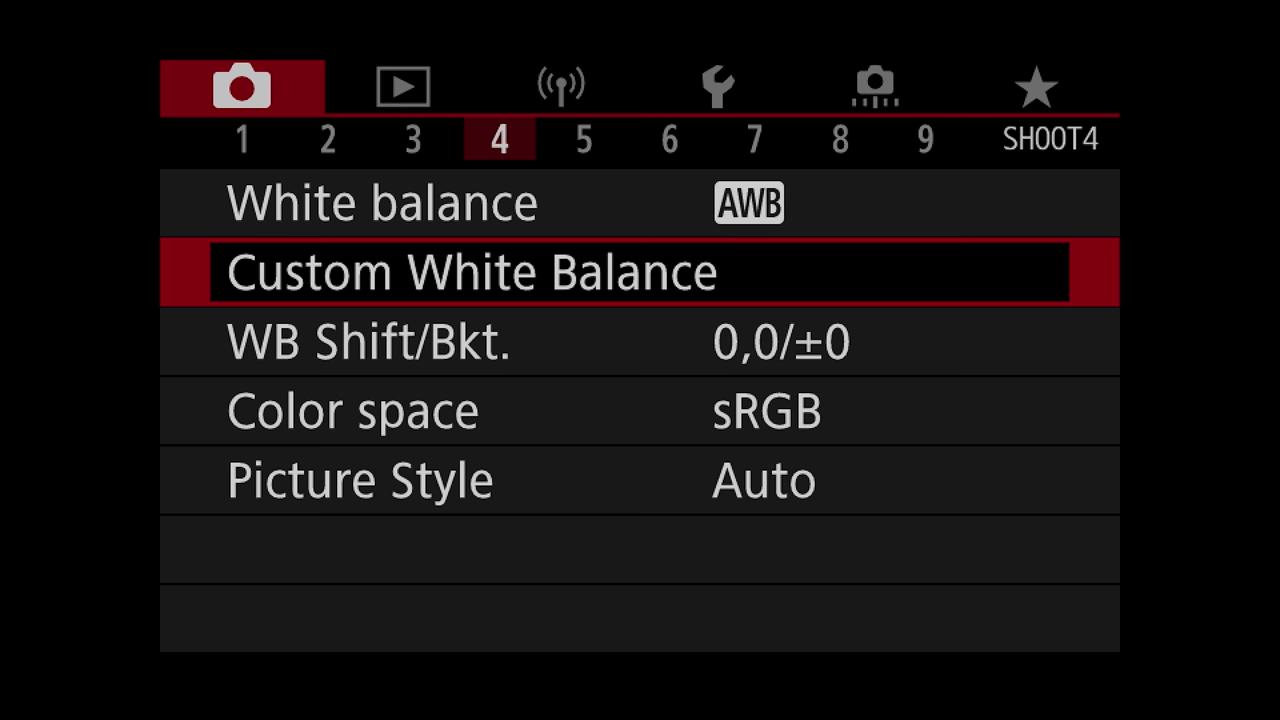 1 2 3 4 5 6 7 8 9 SHOOT4
White balance AWB
Custom White Balance
WB Shift/Bkt. 0,0/±0
Color space sRGB
Picture Style Auto